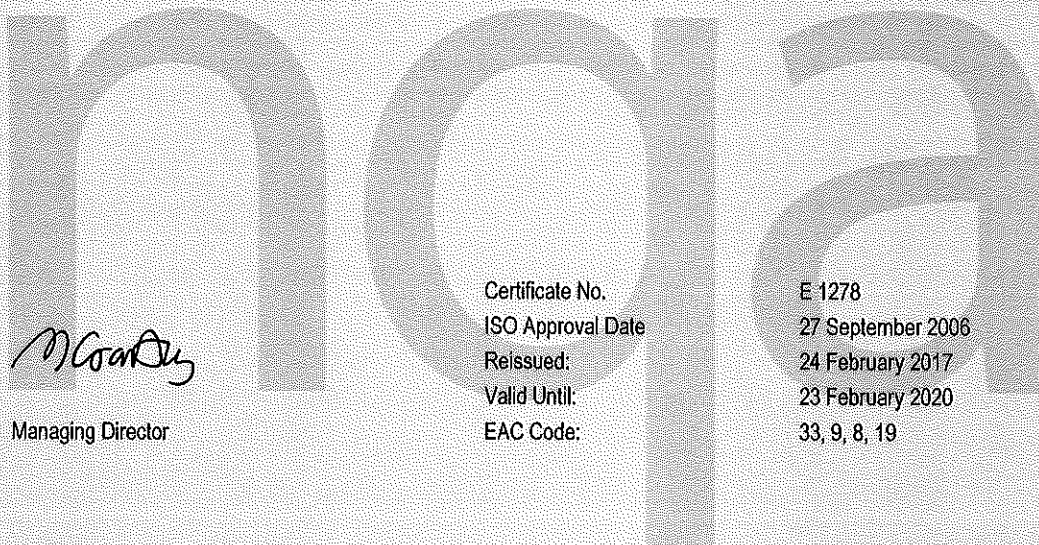 nqa
Certificate No. E 1278
ISO Approval Date 27 September 2006
Reissued: 24 February 2017
Valid Until: 23 February 2020
Managing Director EAC Code: 33, 9, 8, 19